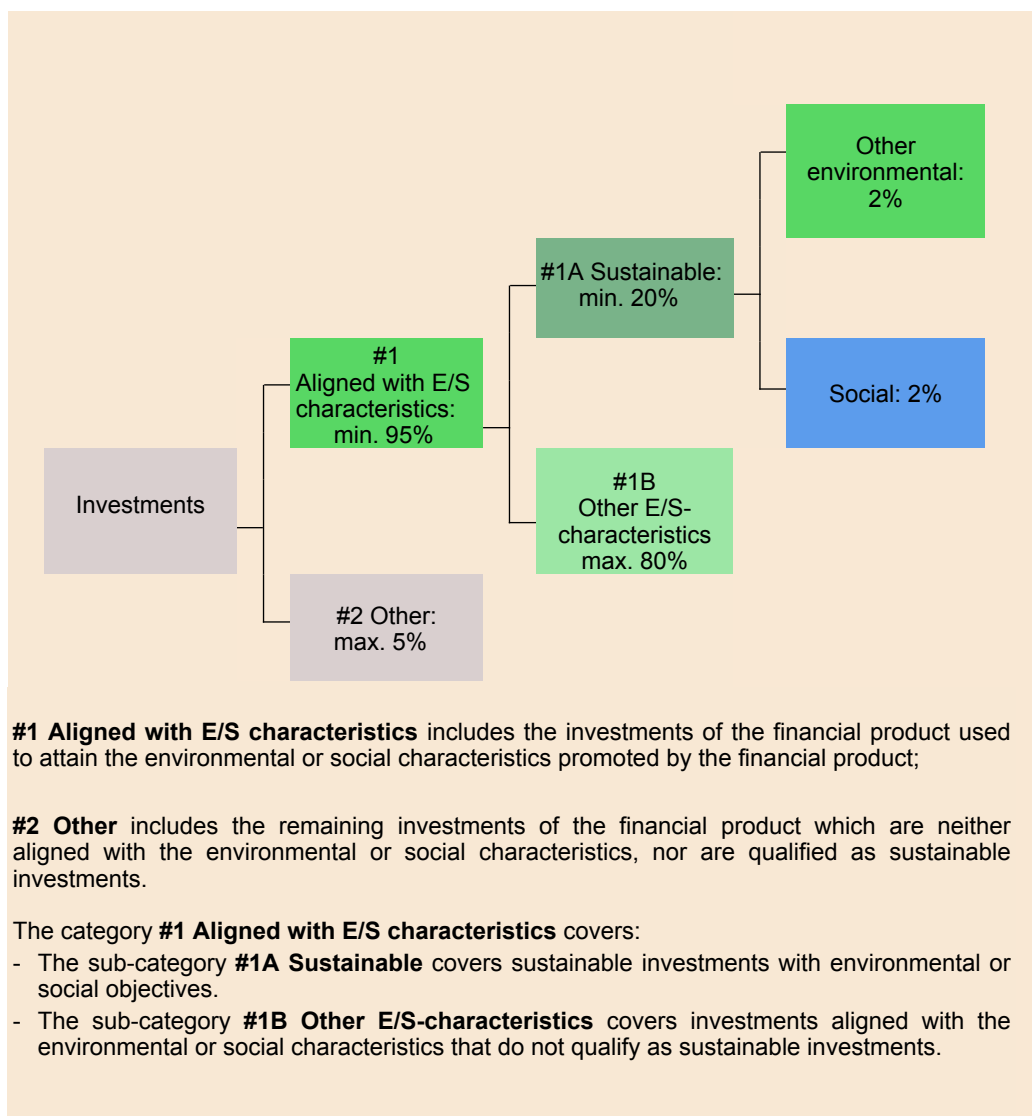 Other
environmental:
2%
#1A Sustainable:
min. 20%
#1
Aligned with E/S
characteristics:
min. 95%
Social: 2%
Investments
#1B
Other E/S-
characteristics
max. 80%
#2 Other:
max. 5%
#1 Aligned with E/S characteristics includes the investments of the financial product used
to attain the environmental or social characteristics promoted by the financial product;
#2 Other includes the remaining investments of the financial product which are neither
aligned with the environmental or social characteristics, nor are qualified as sustainable
investments.
The category #1 Aligned with E/S characteristics covers:
- The sub-category #1A Sustainable covers sustainable investments with environmental or
social objectives.
- The sub-category #1B Other E/S-characteristics covers investments aligned with the
environmental or social characteristics that do not qualify as sustainable investments.